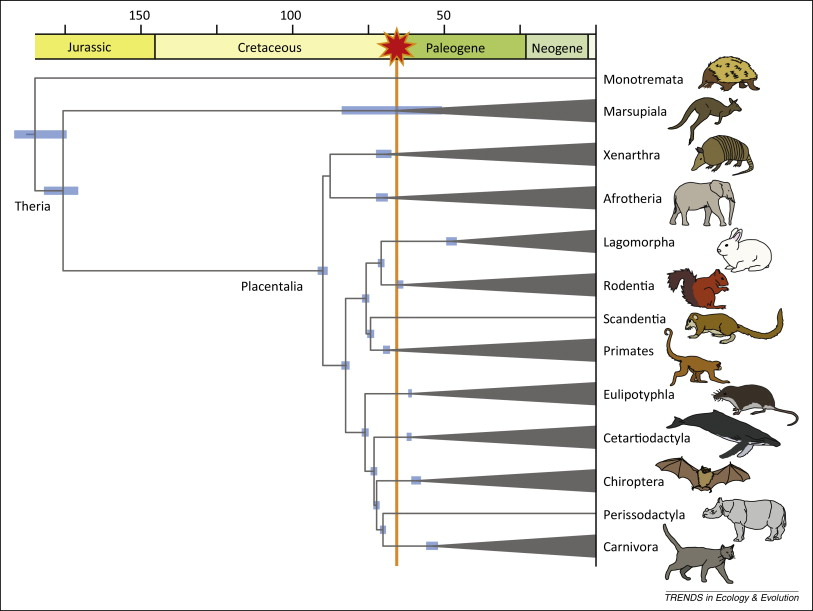 150 100 50
Jurassic Cretaceous Paleogene Neogene
Monotremata
Marsupiala
Xenarthra
Afrotheria
Theria
Lagomorpha
Placentalia
Rodentia
Scandentia
Primates
Eulipotyphla
Cetartiodactyla
Chiroptera
Perissodactyla
Carnivora
TRENDS in Ecology & Evolution